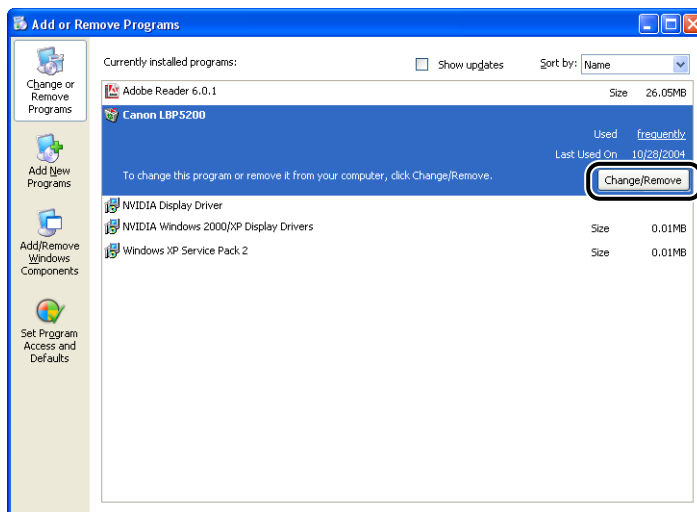 Add or Remove Programs
Change or
Remove
Programs
Add New
Programs
Add/Remove
Windows
Components
Set Program
Access and
Defaults
Currently installed programs:
Show updates
Sort by: Name
Adobe Reader 6.0.1 Size 26.05MB
Canon LBP5200
Used frequently
Last Used On 10/28/2004
To change this program or remove it from your computer, click Change/Remove.
Change/Remove
NVIDIA Display Driver
NVIDIA Windows 2000/XP Display Drivers Size 0.01MB
Windows XP Service Pack 2 Size 0.01MB